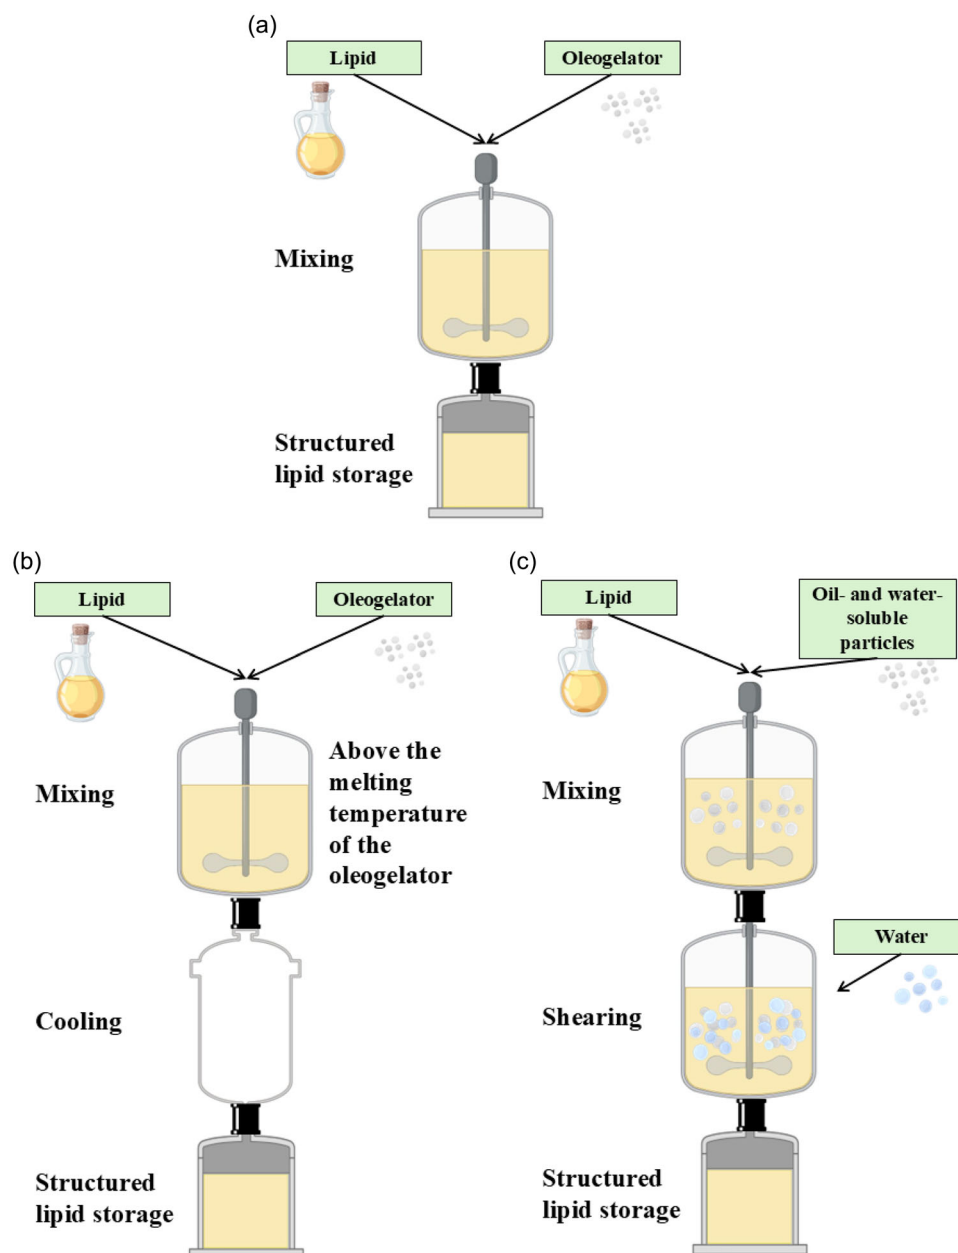 (a)
Lipid
Oleogelator
Mixing
Structured
lipid storage
(b)
Lipid
Oleogelator
Mixing
Above the
melting
temperature
of the
oleogelator
Cooling
Structured
lipid storage
(c)
Lipid
Oil- and water-
soluble
particles
Mixing
Water
Shearing
Structured
lipid storage